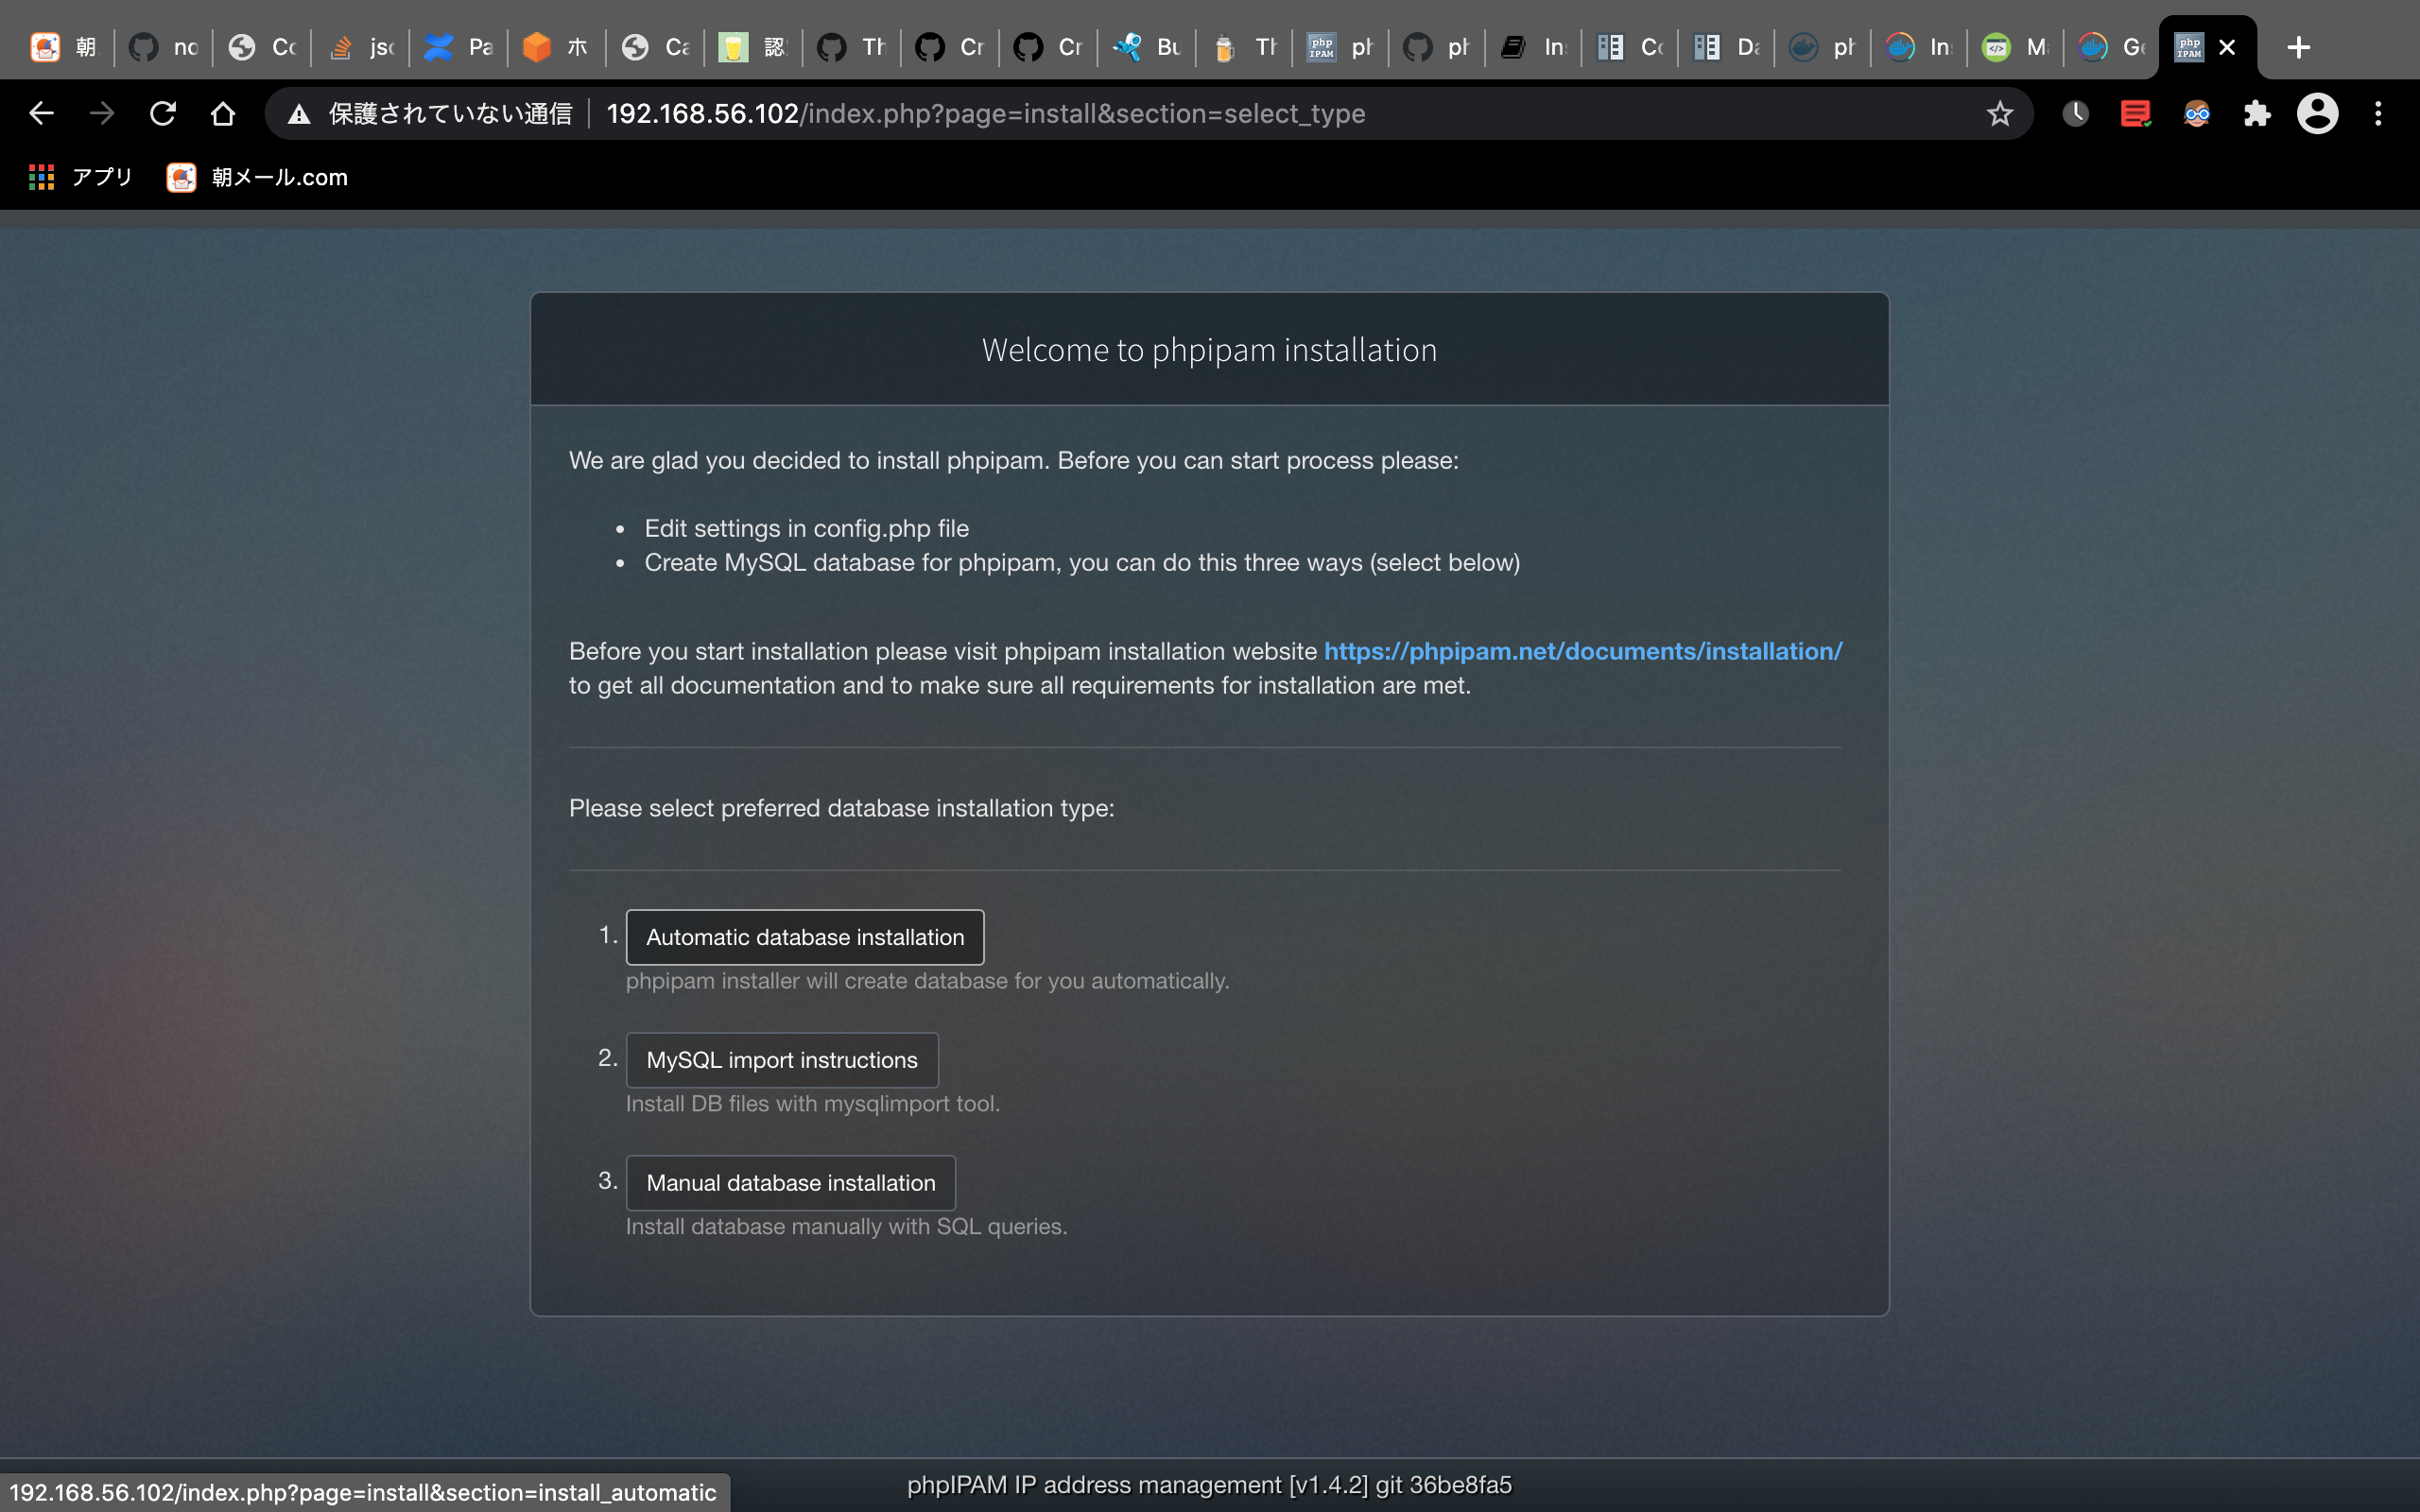 朝 no Co jsc Pa ホ Ca 認 Th Cr Cr Bu Th ph ph In Co Da ph In M Ge
保護されていない通信 192.168.56.102/index.php?page=install&section=select_type
アプリ 朝メール.com
Welcome to phpipam installation
We are glad you decided to install phpipam. Before you can start process please:
• Edit settings in config.php file
• Create MySQL database for phpipam, you can do this three ways (select below)
Before you start installation please visit phpipam installation website https://phpipam.net/documents/installation/
to get all documentation and to make sure all requirements for installation are met.
Please select preferred database installation type:
1. Automatic database installation
phpipam installer will create database for you automatically.
2. MySQL import instructions
Install DB files with mysqlimport tool.
3. Manual database installation
Install database manually with SQL queries.
192.168.56.102/index.php?page=install&section=install_automatic
phpIPAM IP address management [v1.4.2] git 36be8fa5